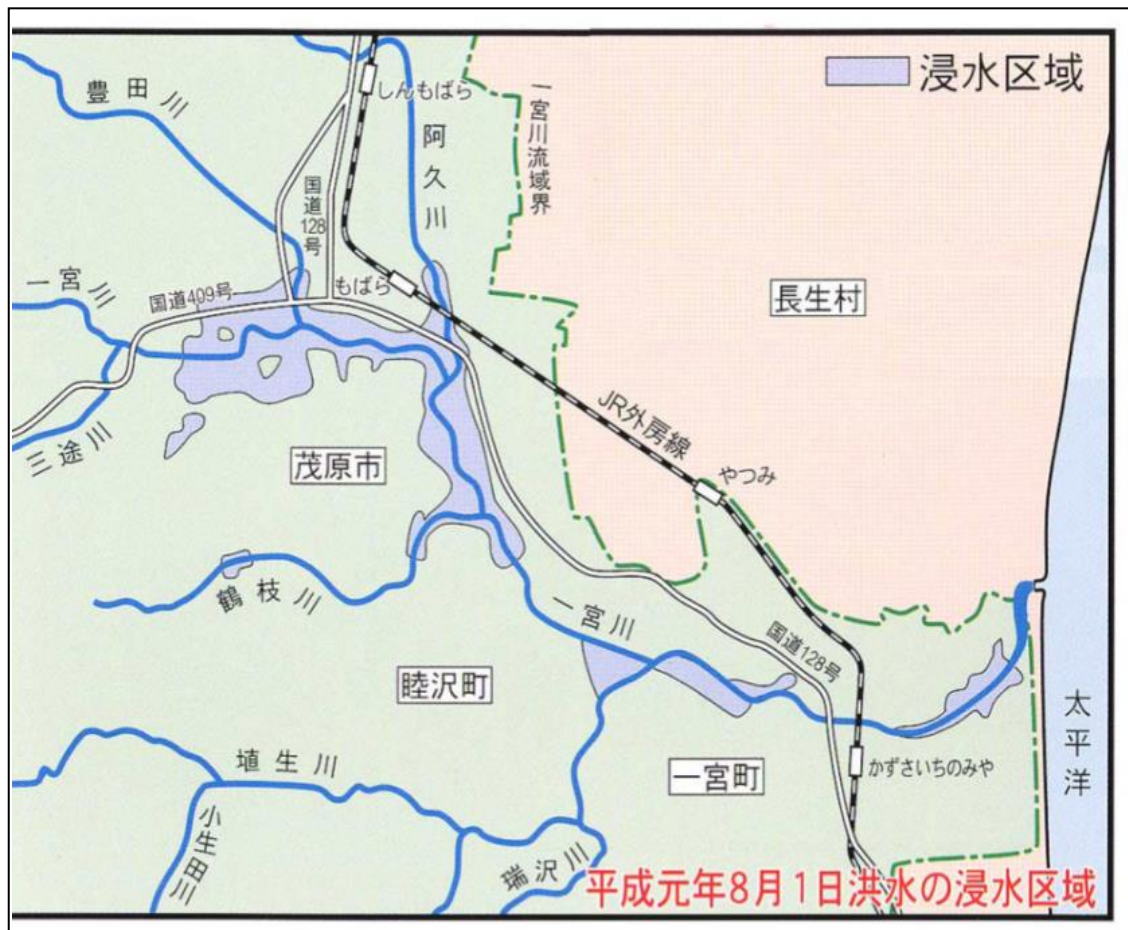 浸水区域
しんもばら
豊田川
一宮川流域界
阿久川
国道128号
一宮川
国道409号
もばら
長生村
JR外房線
三途川
茂原市
やつみ
鶴枝川
一宮川
国道128号
睦沢町
太平洋
埴生川
一宮町
かずさいちのみや
小生田川
瑞沢川
平成元年8月1日洪水の浸水区域